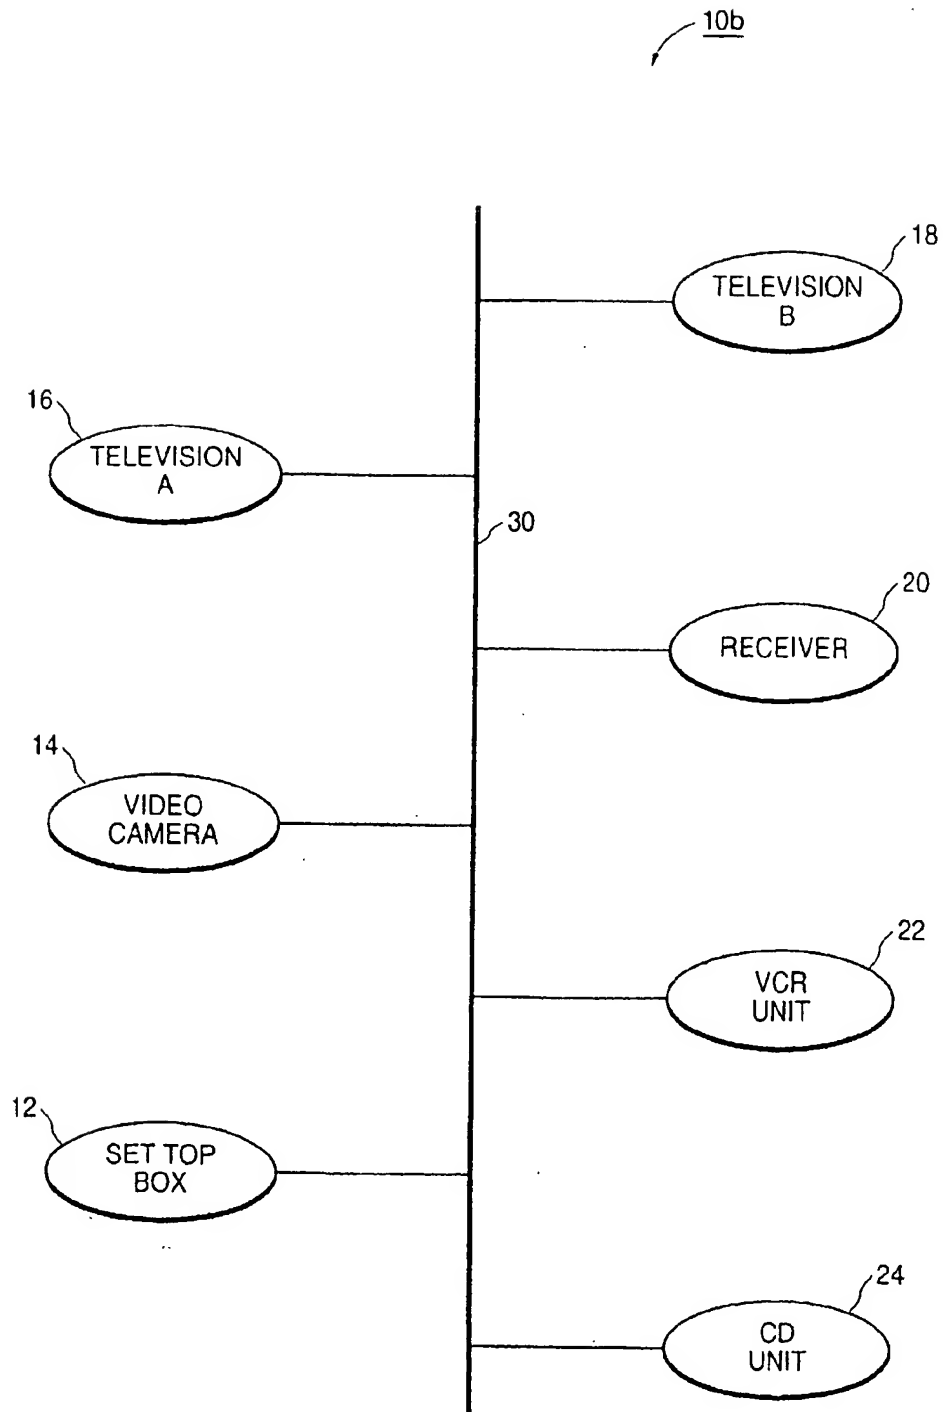 10b
18
TELEVISION
B
16
TELEVISION
A
30
20
RECEIVER
14
VIDEO
CAMERA
22
VCR
UNIT
12
SET TOP
BOX
24
CD
UNIT